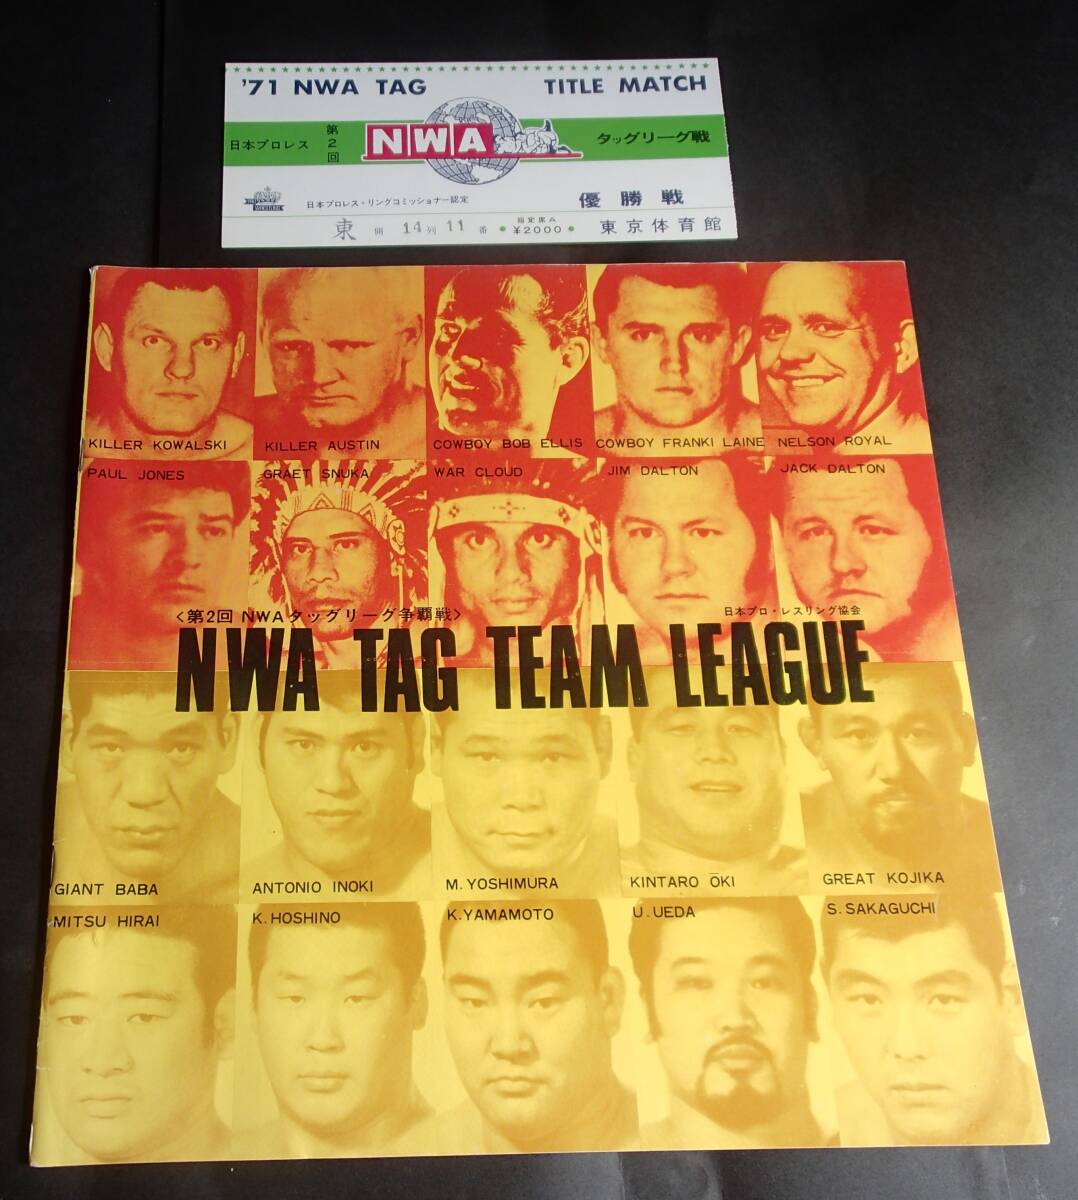 '71 NWA TAG TITLE MATCH
日本プロレス 第2回 NWA タッグリーグ戦
日本プロレス・リングコミッショナー認定 優勝戦
東側 14列 11番 指定席A ¥2000 東京体育館
KILLER KOWALSKI KILLER AUSTIN COWBOY BOB ELLIS COWBOY FRANKI LAINE NELSON ROYAL
PAUL JONES GRAET SNUKA WAR CLOUD JIM DALTON JACK DALTON
<第2回 NWAタッグリーグ争覇戦> 日本プロ・レスリング協会
NWA TAG TEAM LEAGUE
GIANT BABA ANTONIO INOKI M. YOSHIMURA KINTARO ŌKI GREAT KOJIKA
MITSU HIRAI K. HOSHINO K. YAMAMOTO U. UEDA S. SAKAGUCHI